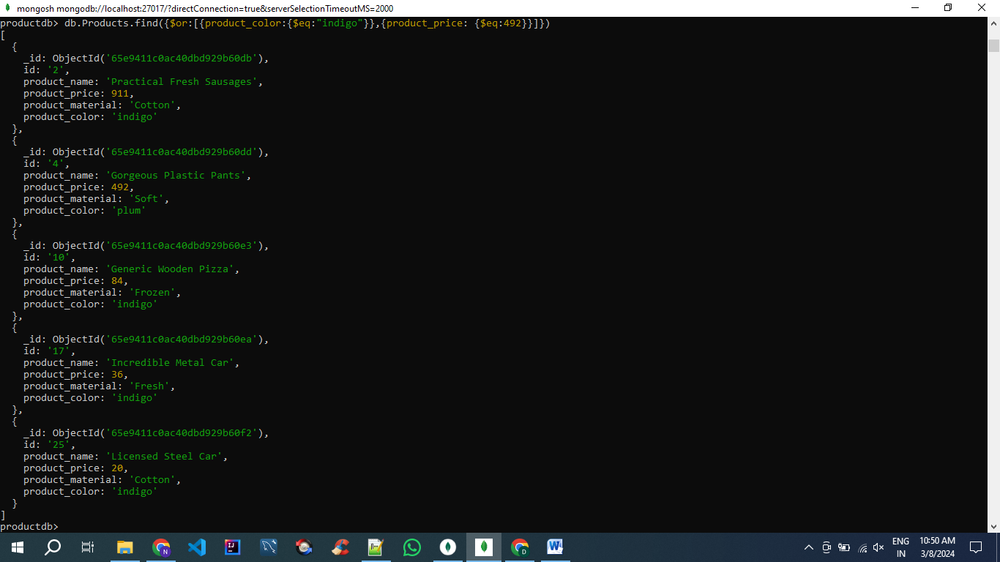 mongosh mongodb://localhost:27017/?directConnection=true&serverSelectionTimeoutMS=2000
productdb> db.Products.find({$or:[{product_color:{$eq:"indigo"}},{product_price: {$eq:492}}]})
[
  {
    _id: ObjectId('65e9411c0ac40dbd929b60db'),
    id: '2',
    product_name: 'Practical Fresh Sausages',
    product_price: 911,
    product_material: 'Cotton',
    product_color: 'indigo'
  },
  {
    _id: ObjectId('65e9411c0ac40dbd929b60dd'),
    id: '4',
    product_name: 'Gorgeous Plastic Pants',
    product_price: 492,
    product_material: 'Soft',
    product_color: 'plum'
  },
  {
    _id: ObjectId('65e9411c0ac40dbd929b60e3'),
    id: '10',
    product_name: 'Generic Wooden Pizza',
    product_price: 84,
    product_material: 'Frozen',
    product_color: 'indigo'
  },
  {
    _id: ObjectId('65e9411c0ac40dbd929b60ea'),
    id: '17',
    product_name: 'Incredible Metal Car',
    product_price: 36,
    product_material: 'Fresh',
    product_color: 'indigo'
  },
  {
    _id: ObjectId('65e9411c0ac40dbd929b60f2'),
    id: '25',
    product_name: 'Licensed Steel Car',
    product_price: 20,
    product_material: 'Cotton',
    product_color: 'indigo'
  }
]
productdb>
ENG 10:50 AM
IN 3/8/2024